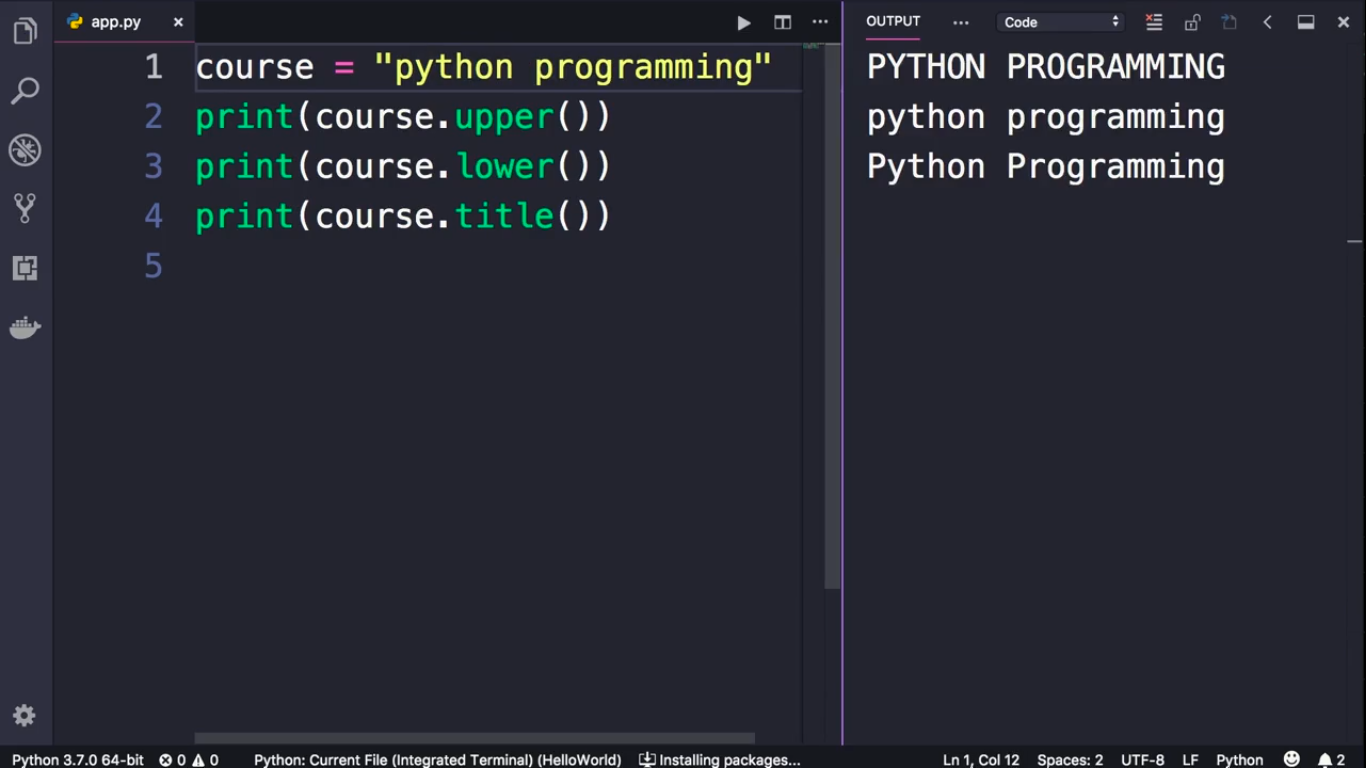 app.py
OUTPUT
Code
1 course = "python programming"
2 print(course.upper())
3 print(course.lower())
4 print(course.title())
5
PYTHON PROGRAMMING
python programming
Python Programming
Python 3.7.0 64-bit 0 0 Python: Current File (Integrated Terminal) (HelloWorld) Installing packages... Ln 1, Col 12 Spaces: 2 UTF-8 LF Python 2